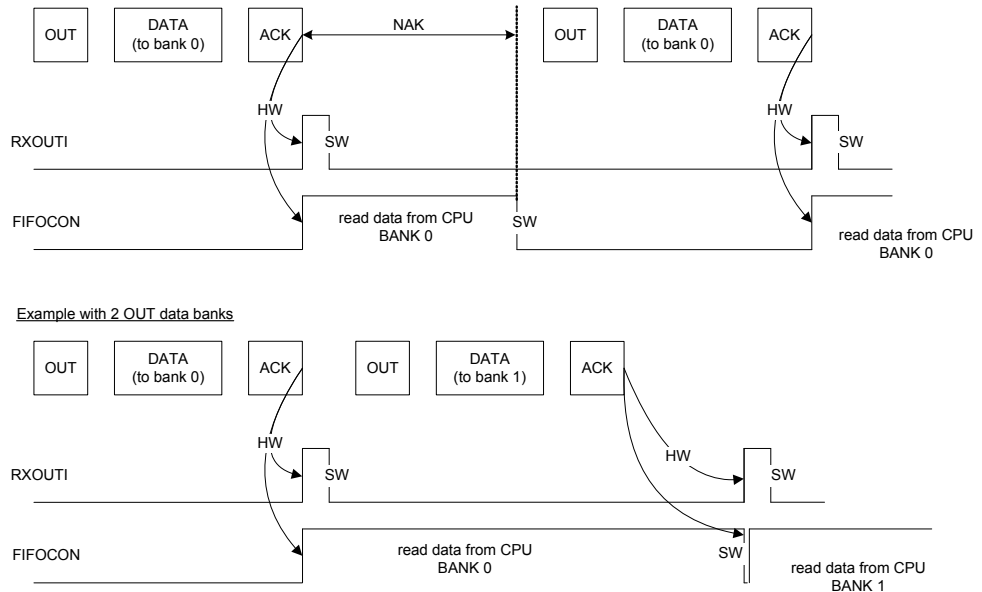 OUT
DATA
(to bank 0)
ACK
NAK
OUT
DATA
(to bank 0)
ACK
HW
HW
RXOUTI
SW
SW
FIFOCON
read data from CPU
BANK 0
SW
read data from CPU
BANK 0
Example with 2 OUT data banks
OUT
DATA
(to bank 0)
ACK
OUT
DATA
(to bank 1)
ACK
HW
HW
RXOUTI
SW
SW
FIFOCON
read data from CPU
BANK 0
SW
read data from CPU
BANK 1